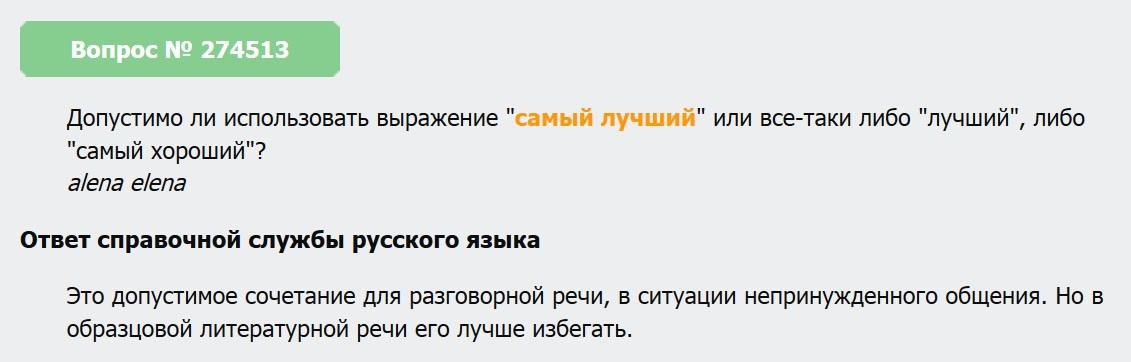 Вопрос № 274513
Допустимо ли использовать выражение "самый лучший" или все-таки либо "лучший", либо
"самый хороший"?
alena elena
Ответ справочной службы русского языка
Это допустимое сочетание для разговорной речи, в ситуации непринужденного общения. Но в
образцовой литературной речи его лучше избегать.